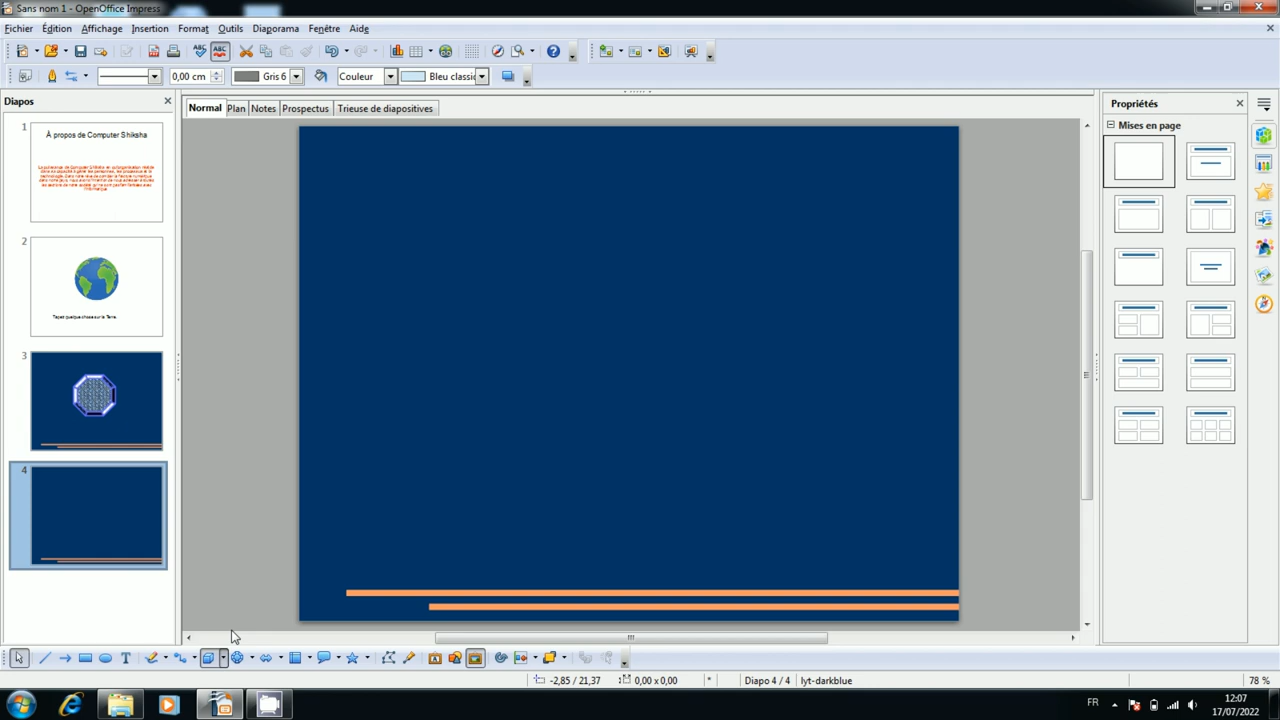 Sans nom 1 - OpenOffice Impress
Fichier Édition Affichage Insertion Format Outils Diaporama Fenêtre Aide
0,00 cm Gris 6 Couleur Bleu classic
Diapos
Normal Plan Notes Prospectus Trieuse de diapositives
Propriétés
Mises en page
1
À propos de Computer Shiksha
2
Tapez quelque chose sur la Terre
3
4
-2,85 / 21,37 0,00 x 0,00 * Diapo 4 / 4 lyt-darkblue 78 %
FR 12:07
17/07/2022